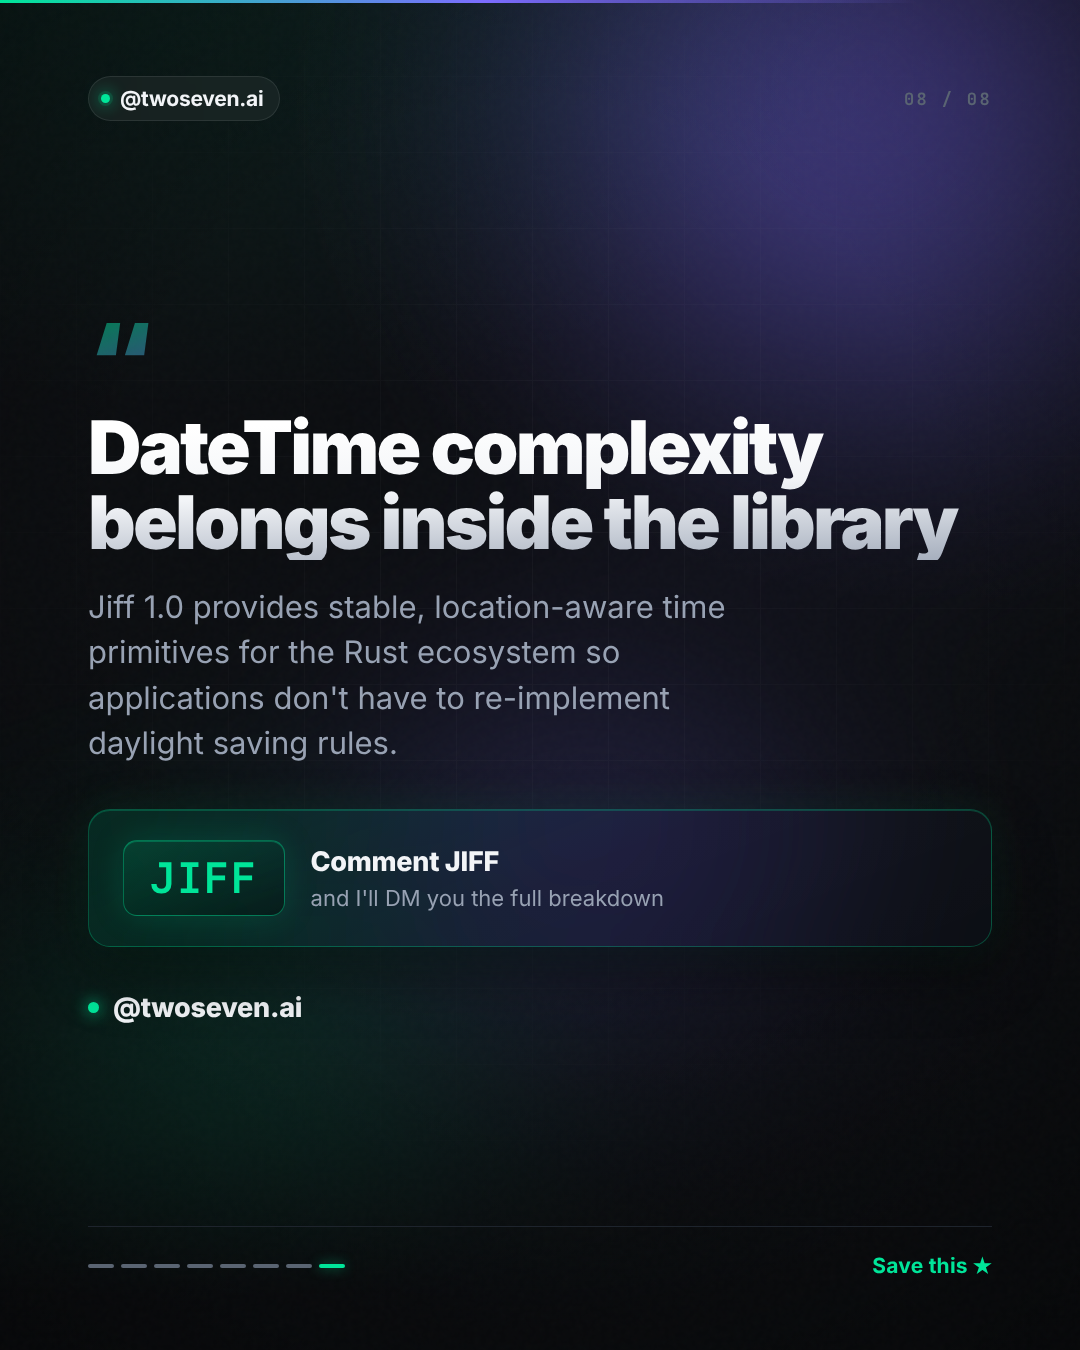 @twoseven.ai
08 / 08
"
DateTime complexity
belongs inside the library
Jiff 1.0 provides stable, location-aware time
primitives for the Rust ecosystem so
applications don't have to re-implement
daylight saving rules.
JIFF
Comment JIFF
and I'll DM you the full breakdown
@twoseven.ai
Save this ★